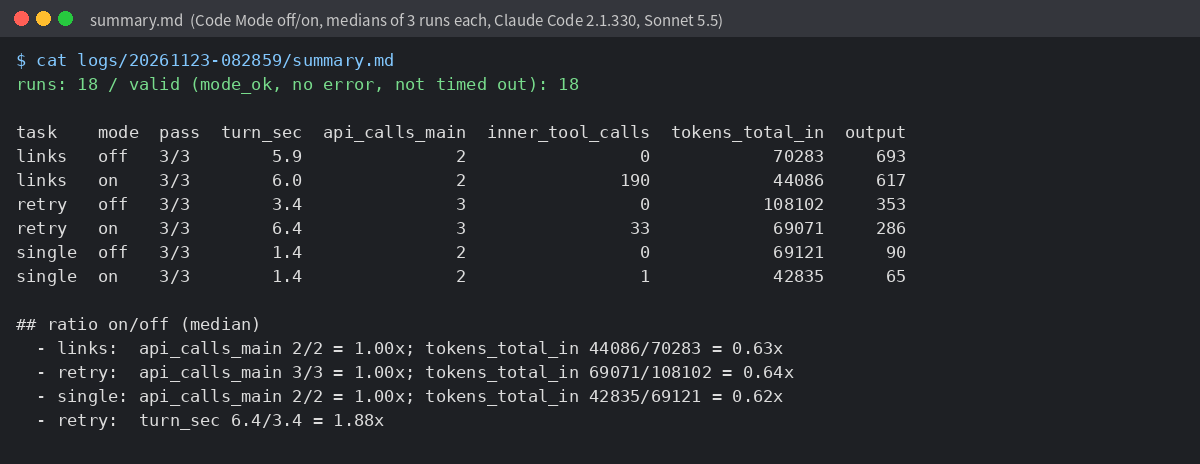 summary.md (Code Mode off/on, medians of 3 runs each, Claude Code 2.1.330, Sonnet 5.5)
$ cat logs/20261123-082859/summary.md
runs: 18 / valid (mode_ok, no error, not timed out): 18
task mode pass turn_sec api_calls_main inner_tool_calls tokens_total_in output
links off 3/3 5.9 2 0 70283 693
links on 3/3 6.0 2 190 44086 617
retry off 3/3 3.4 3 0 108102 353
retry on 3/3 6.4 3 33 69071 286
single off 3/3 1.4 2 0 69121 90
single on 3/3 1.4 2 1 42835 65
## ratio on/off (median)
- links: api_calls_main 2/2 = 1.00x; tokens_total_in 44086/70283 = 0.63x
- retry: api_calls_main 3/3 = 1.00x; tokens_total_in 69071/108102 = 0.64x
- single: api_calls_main 2/2 = 1.00x; tokens_total_in 42835/69121 = 0.62x
- retry: turn_sec 6.4/3.4 = 1.88x